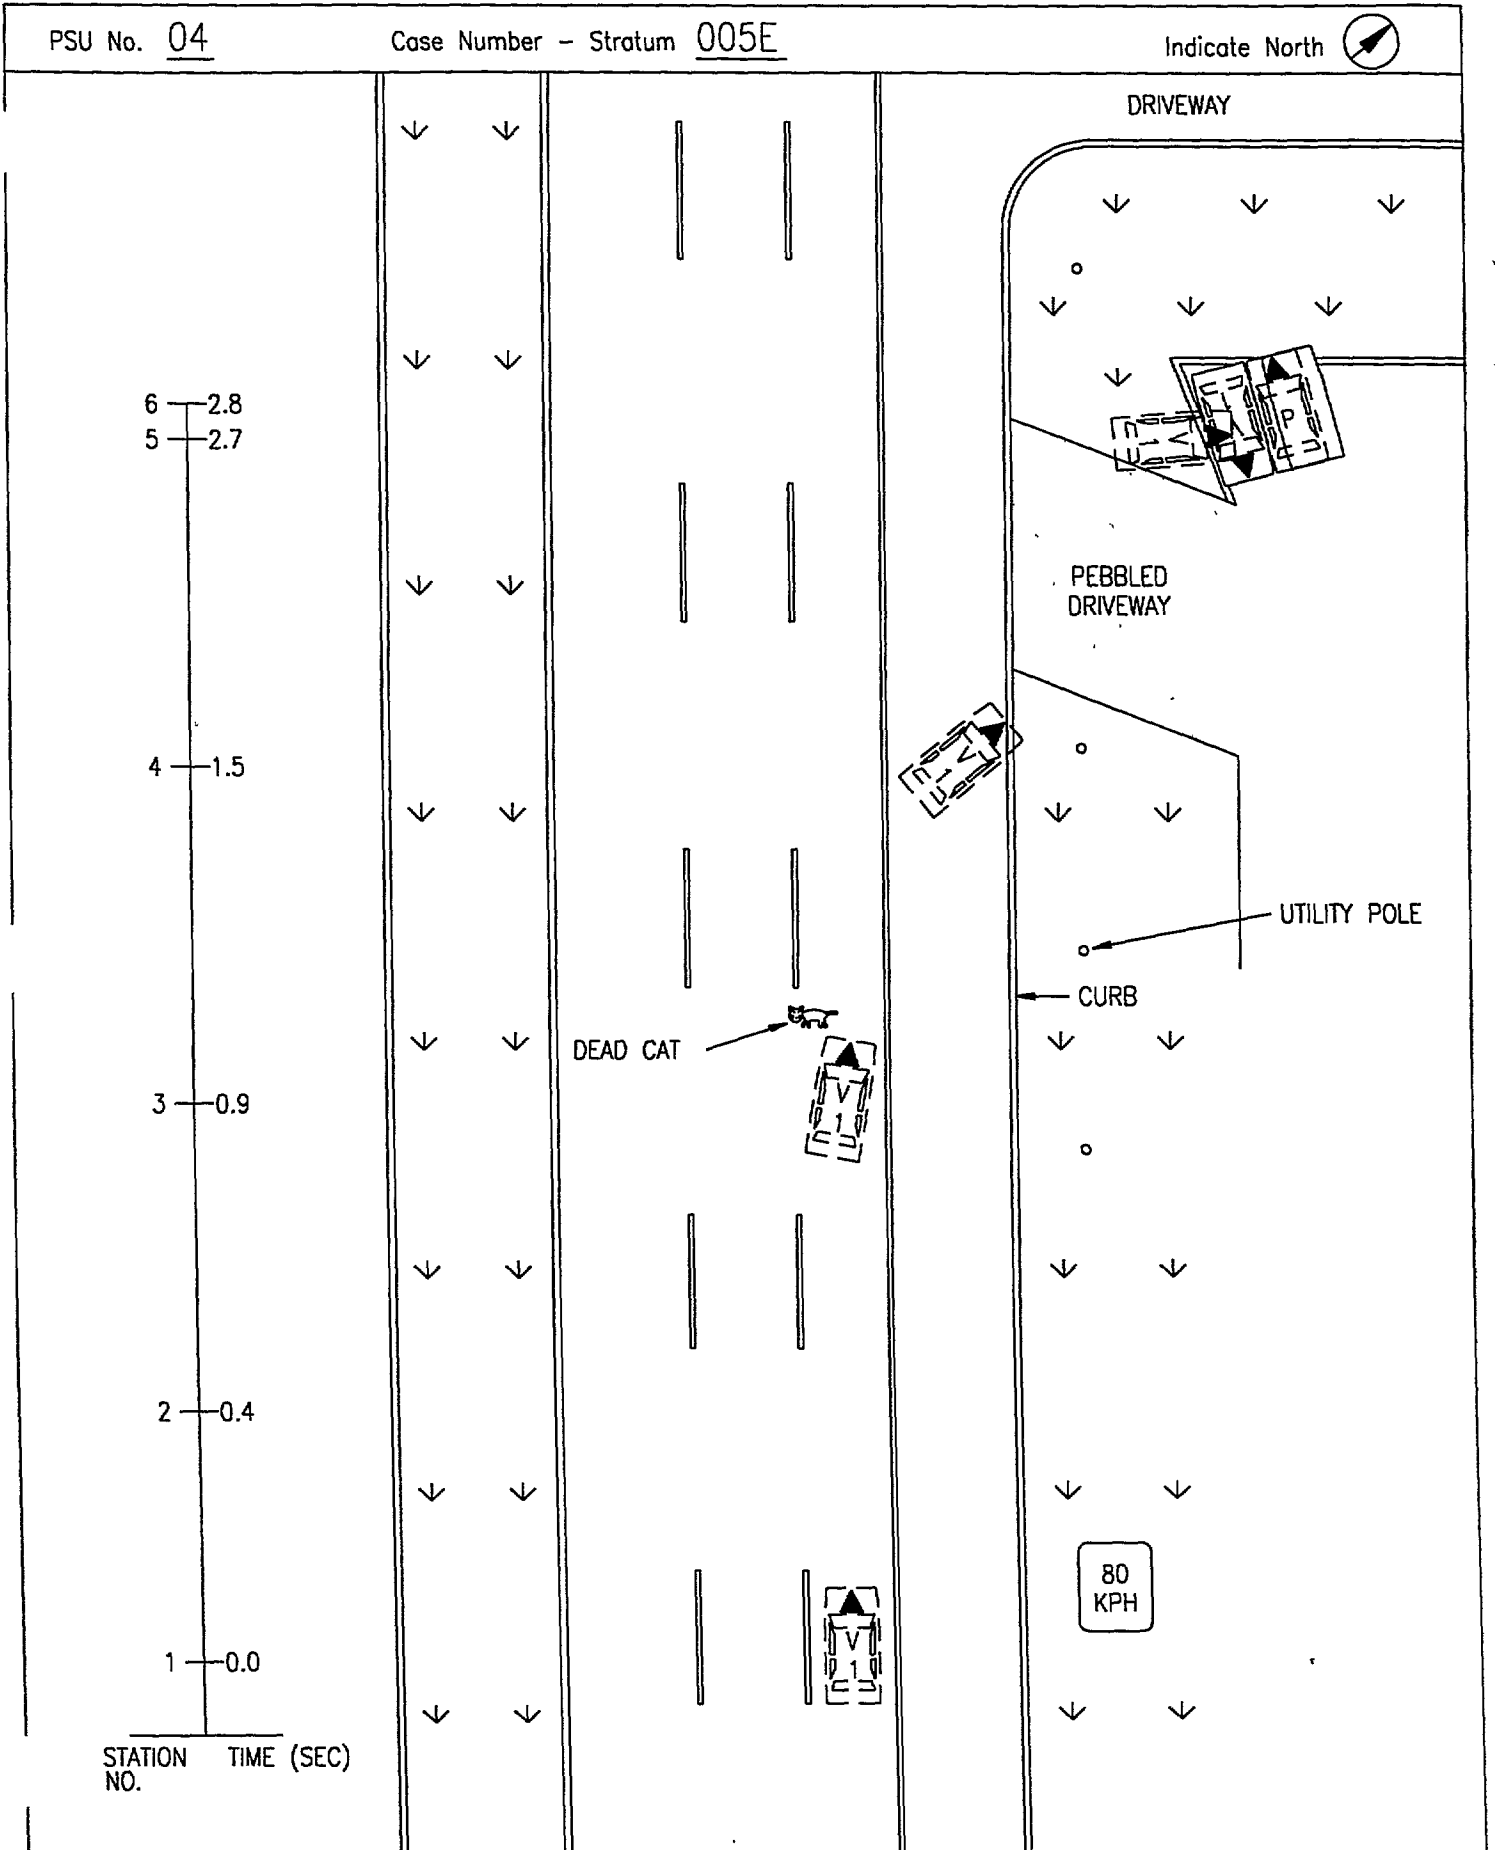 PSU No. 04 Case Number - Stratum 005E Indicate North
DRIVEWAY
6 2.8
5 2.7
P
V 1
PEBBLED
DRIVEWAY
V
1
4 1.5
UTILITY POLE
CURB
DEAD CAT
V
1
3 0.9
2 0.4
80
KPH
V
1
1 0.0
STATION TIME (SEC)
NO.